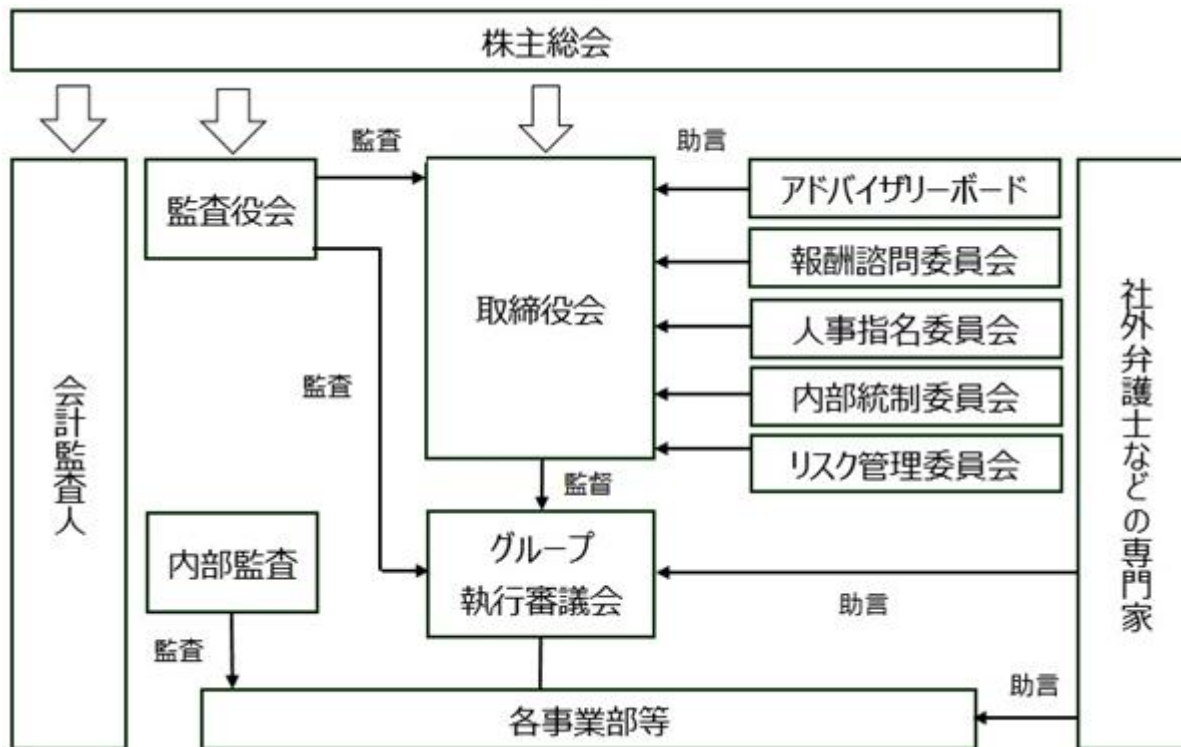 株主総会
監査
助言
監査役会
アドバイザリーボード
報酬諮問委員会
取締役会
人事指名委員会
監査
内部統制委員会
リスク管理委員会
会計監査人
社外弁護士などの専門家
監督
内部監査
グループ
執行審議会
助言
監査
助言
各事業部等